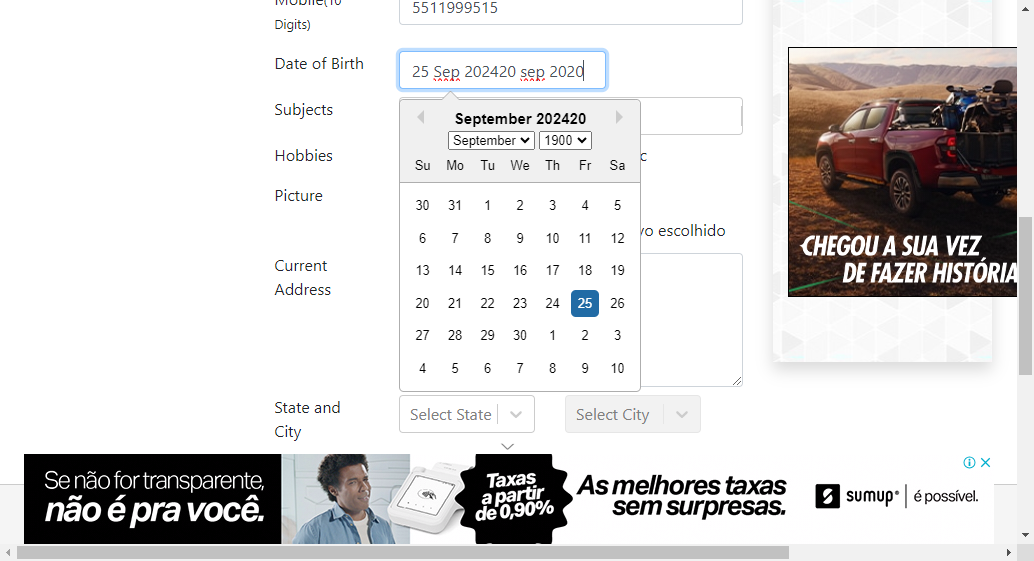 Mobile(10
Digits)
5511999515
Date of Birth
25 Sep 202420 sep 2020
Subjects
September 202420
September 1900
Su Mo Tu We Th Fr Sa
30 31 1 2 3 4 5
6 7 8 9 10 11 12
13 14 15 16 17 18 19
20 21 22 23 24 25 26
27 28 29 30 1 2 3
4 5 6 7 8 9 10
Hobbies
c
Picture
vo escolhido
Current
Address
State and
City
Select State
Select City
CHEGOU A SUA VEZ
DE FAZER HISTÓRIA
Se não for transparente,
não é pra você.
Taxas
a partir
de 0,90%
As melhores taxas
sem surpresas.
sumup
é possível.